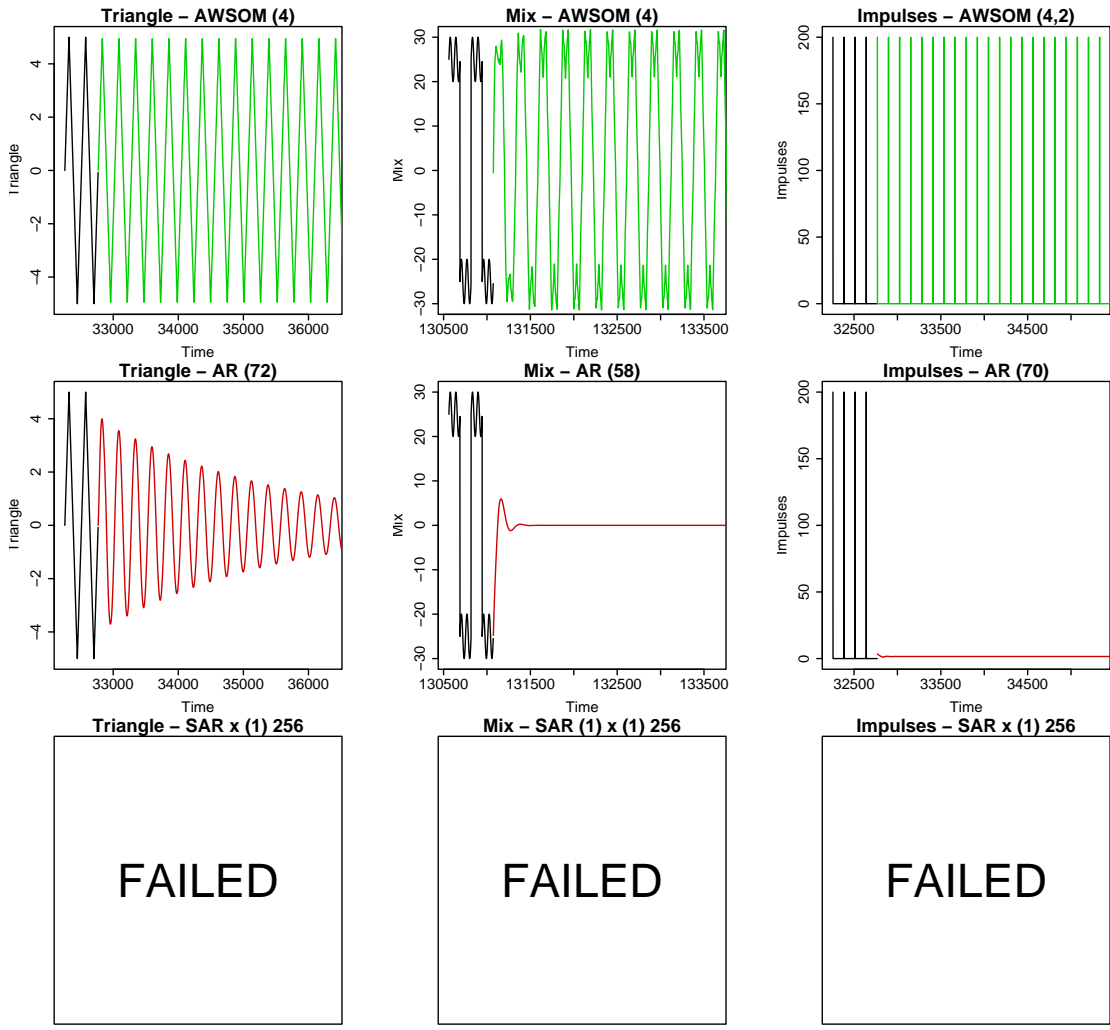 Triangle − AWSOM (4)
Mix − AWSOM (4)
Impulses − AWSOM (4,2)
Triangle
4
2
0
−2
−4
33000 34000 35000 36000
Time
Mix
30
20
10
0
−10
−20
−30
130500 131500 132500 133500
Time
Impulses
200
150
100
50
0
32500 33500 34500
Time
Triangle − AR (72)
Mix − AR (58)
Impulses − AR (70)
Triangle
4
2
0
−2
−4
33000 34000 35000 36000
Time
Mix
30
20
10
0
−10
−20
−30
130500 131500 132500 133500
Time
Impulses
200
150
100
50
0
32500 33500 34500
Time
Triangle − SAR x (1) 256
Mix − SAR (1) x (1) 256
Impulses − SAR x (1) 256
FAILED
FAILED
FAILED